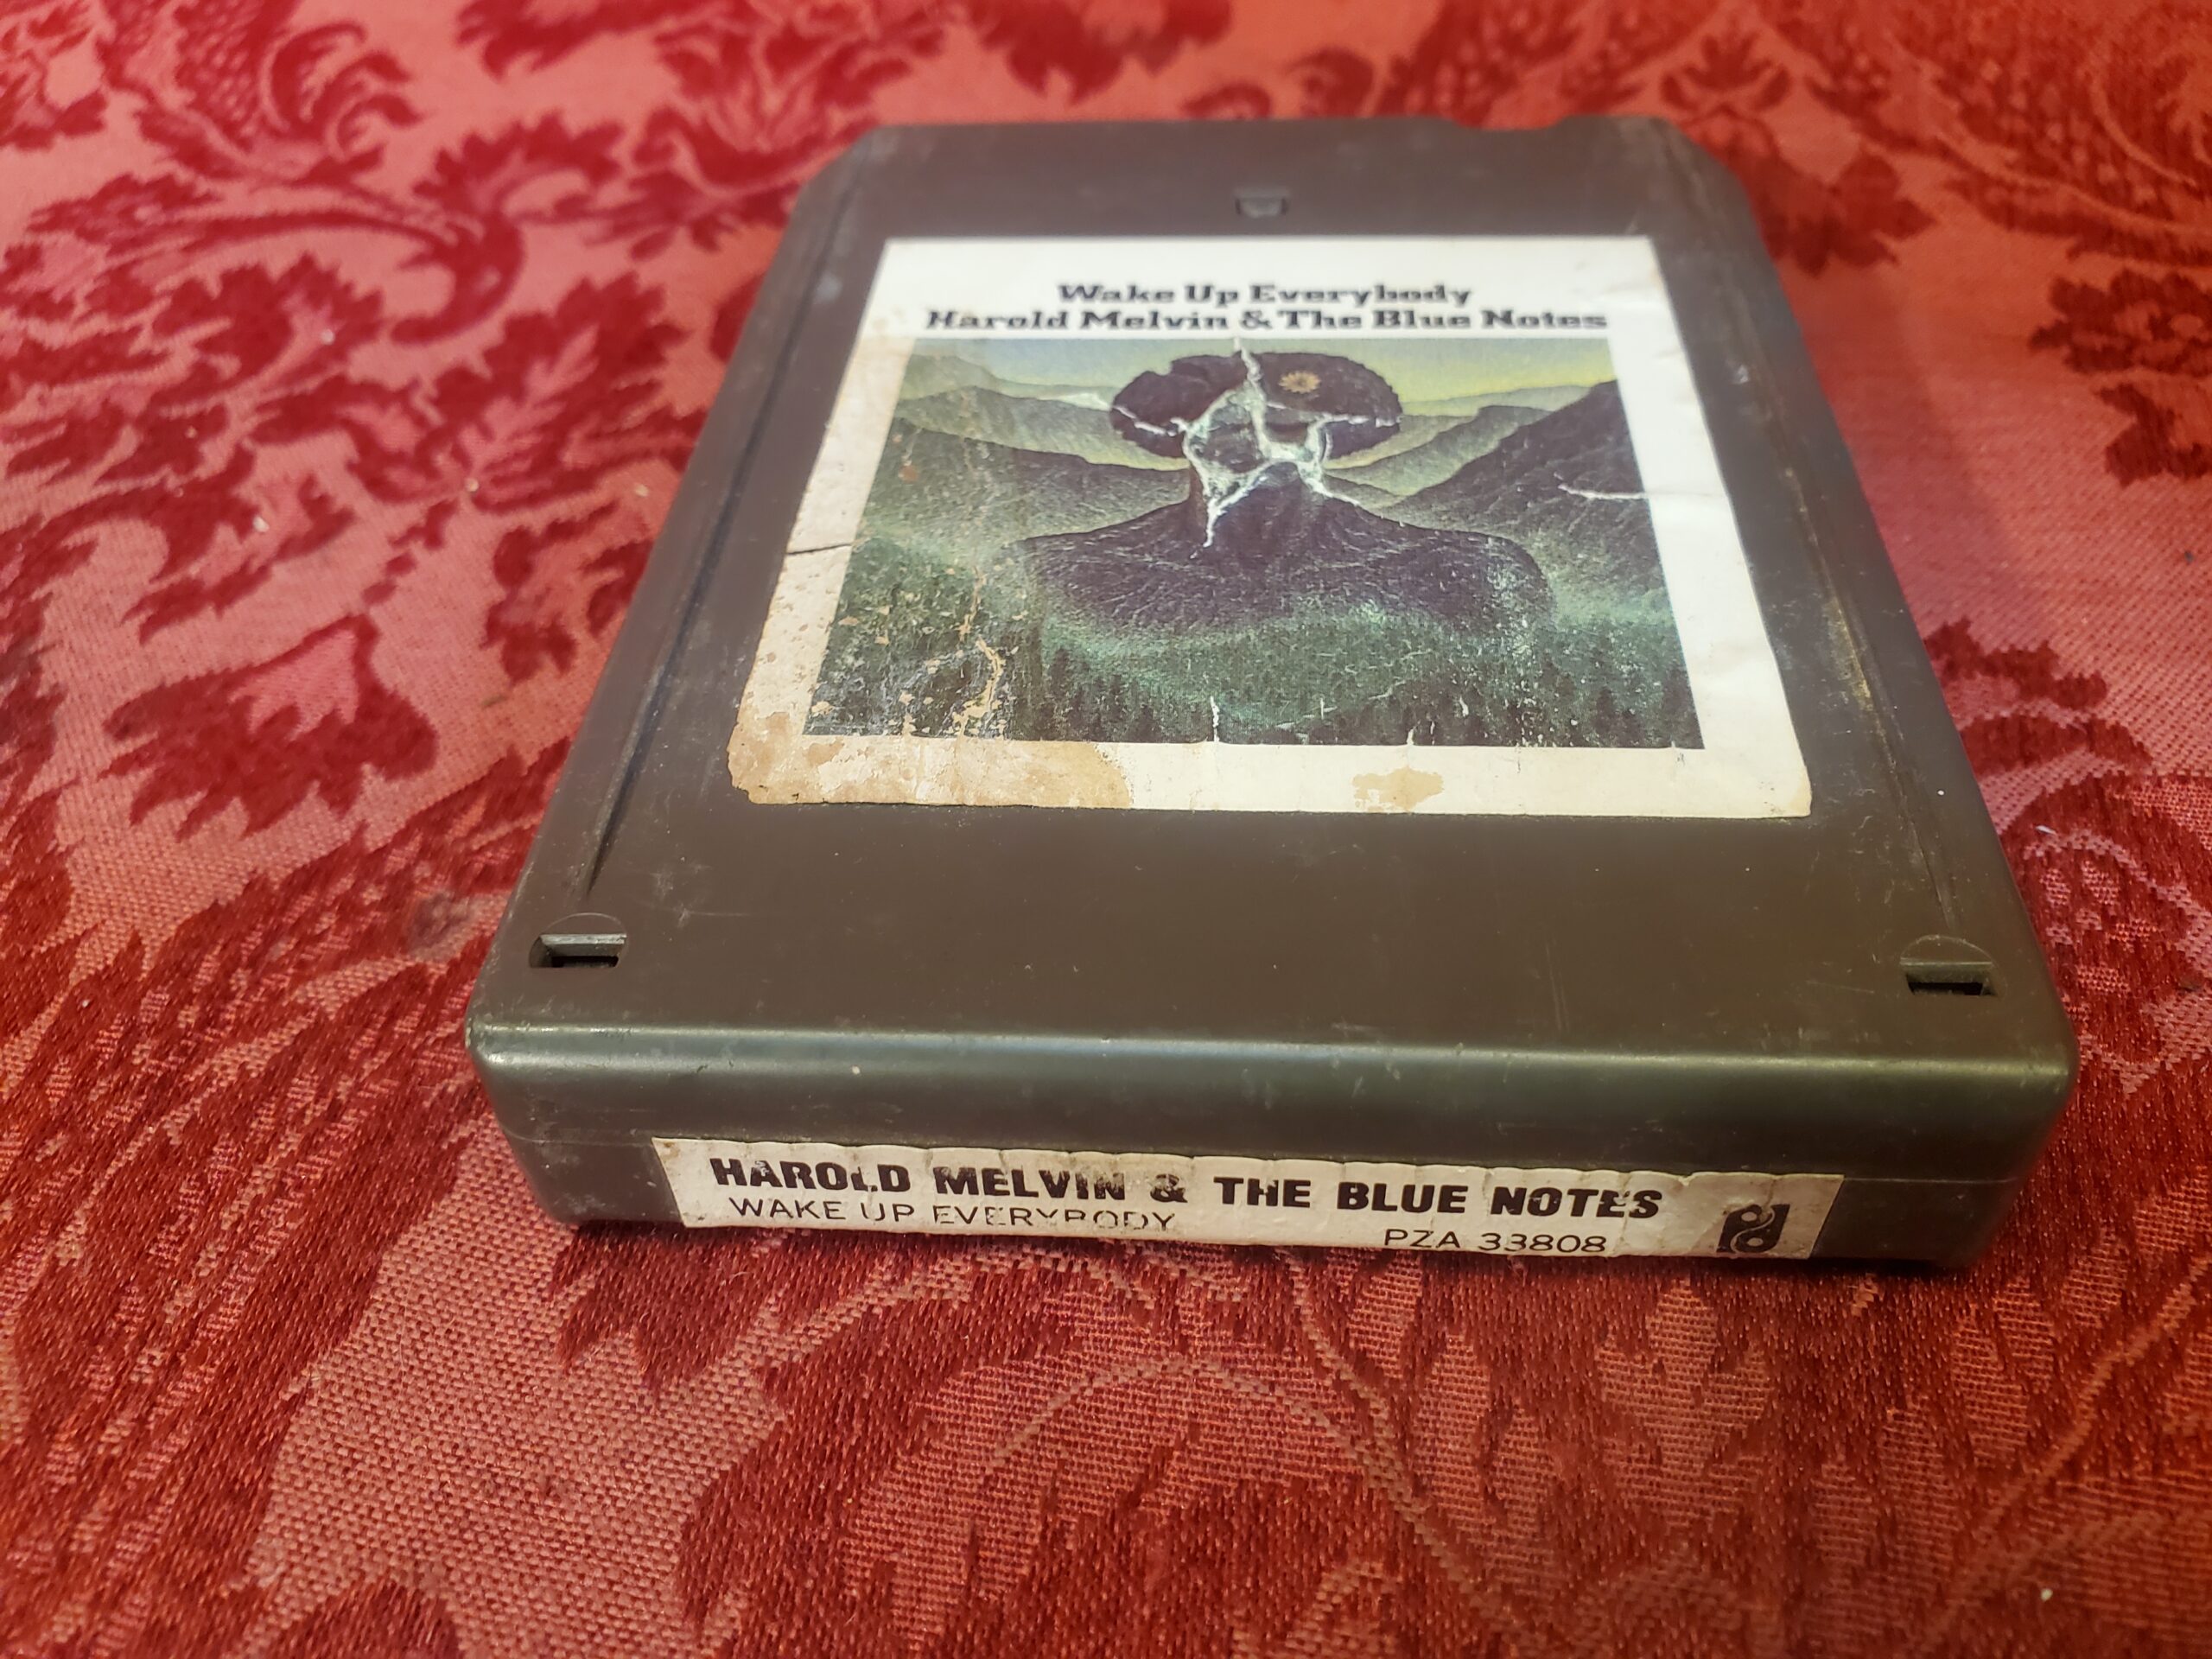 Wake Up Everybody
Harold Melvin & The Blue Notes
HAROLD MELVIN & THE BLUE NOTES
WAKE UP EVERYBODY
PZA 33808